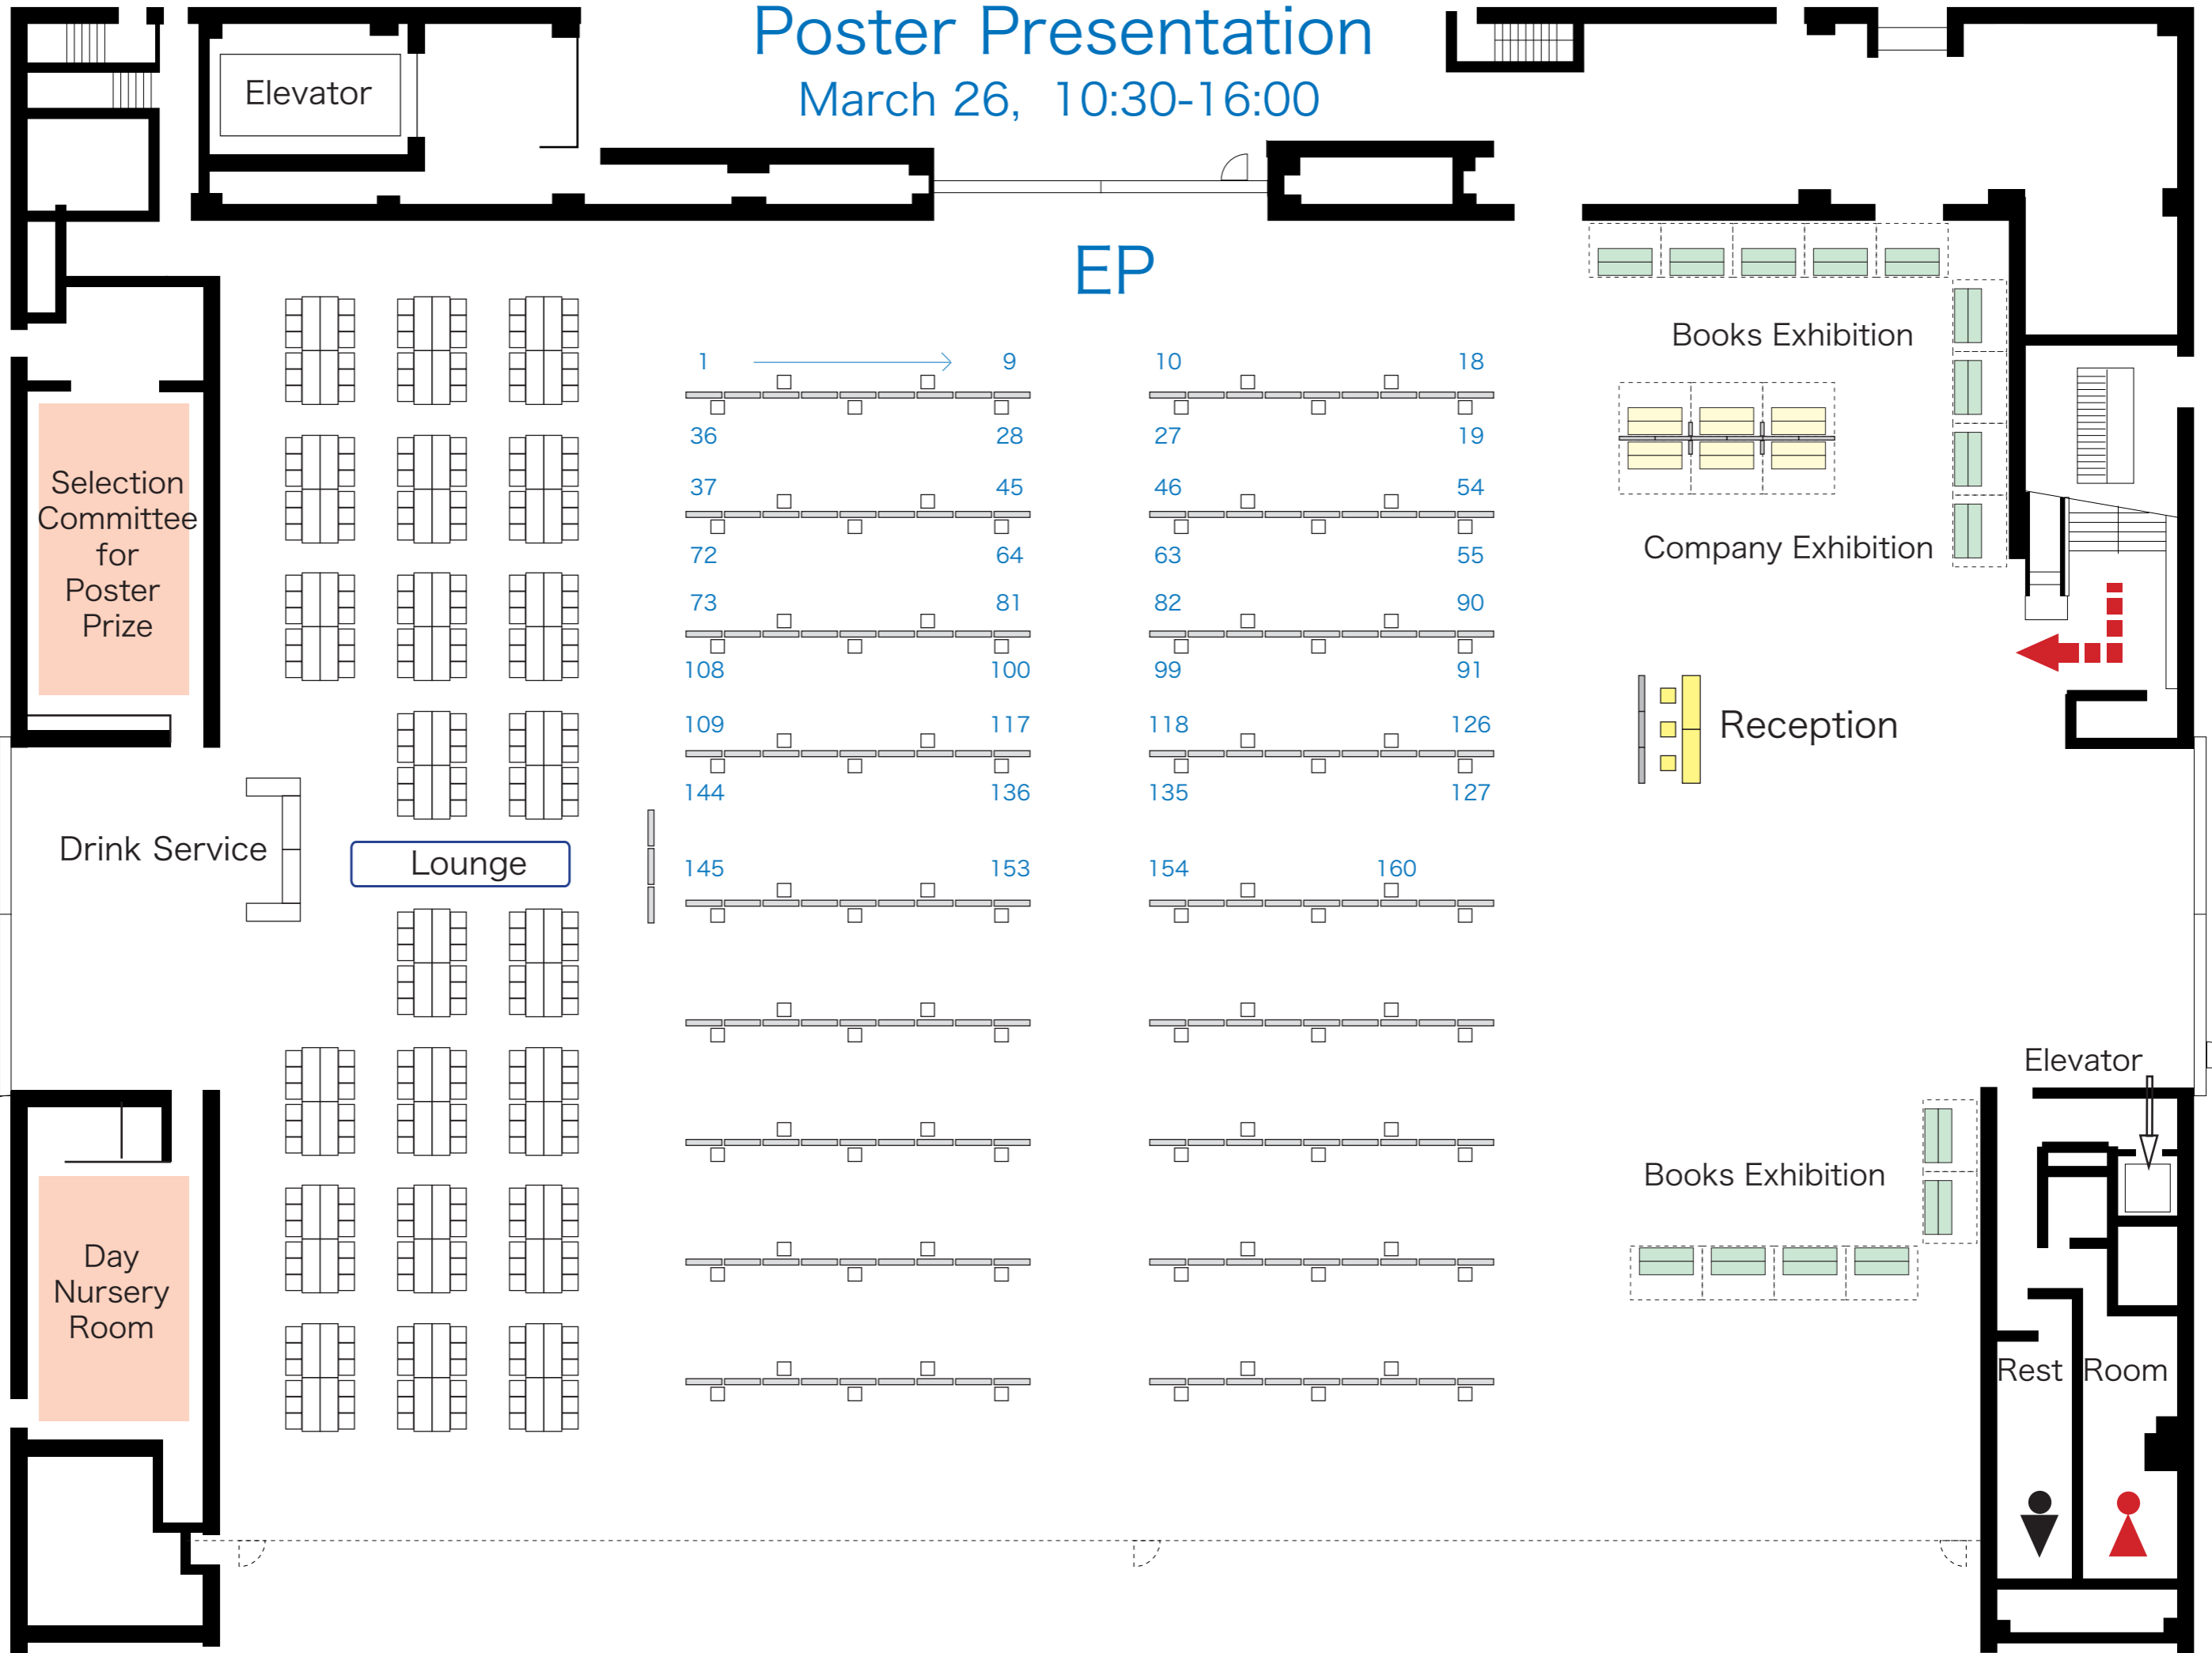 Poster Presentation
March 26, 10:30-16:00
Elevator
EP
Books Exhibition
1 9 10 18
36 28 27 19
Selection
Committee
for
Poster
Prize
37 45 46 54
Company Exhibition
72 64 63 55
73 81 82 90
108 100 99 91
109 117 118 126
Reception
144 136 135 127
Drink Service
Lounge
145 153 154 160
Elevator
Books Exhibition
Day
Nursery
Room
Rest Room